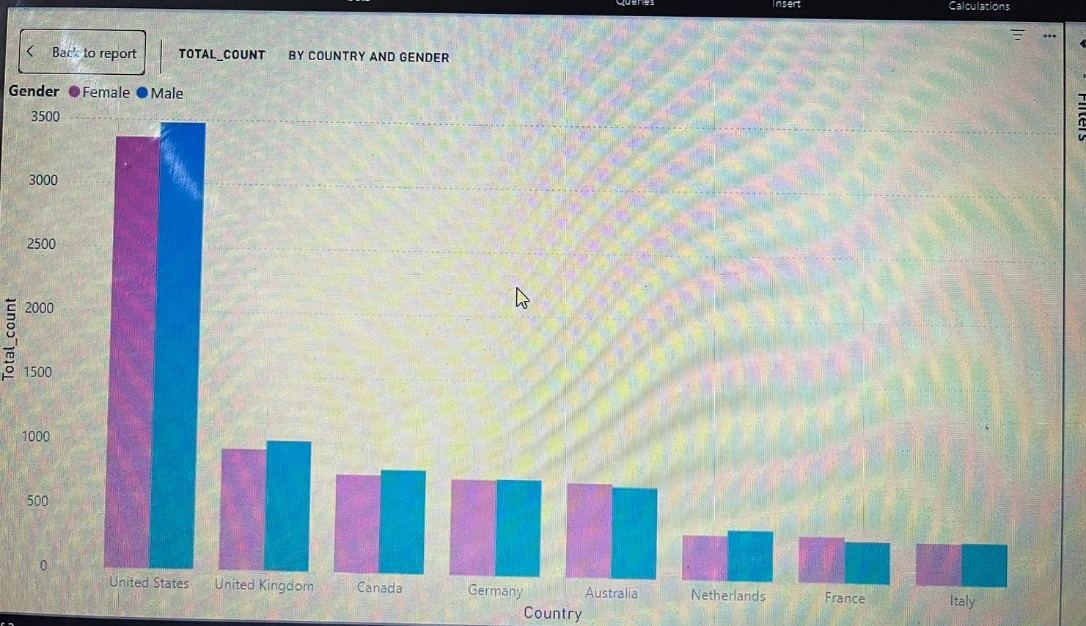 Queries Insert Calculations
Back to report TOTAL_COUNT BY COUNTRY AND GENDER
Gender Female Male
Filters
3500
3000
2500
2000
1500
1000
500
0
Total_count
United States United Kingdom Canada Germany Australia Netherlands France Italy
Country